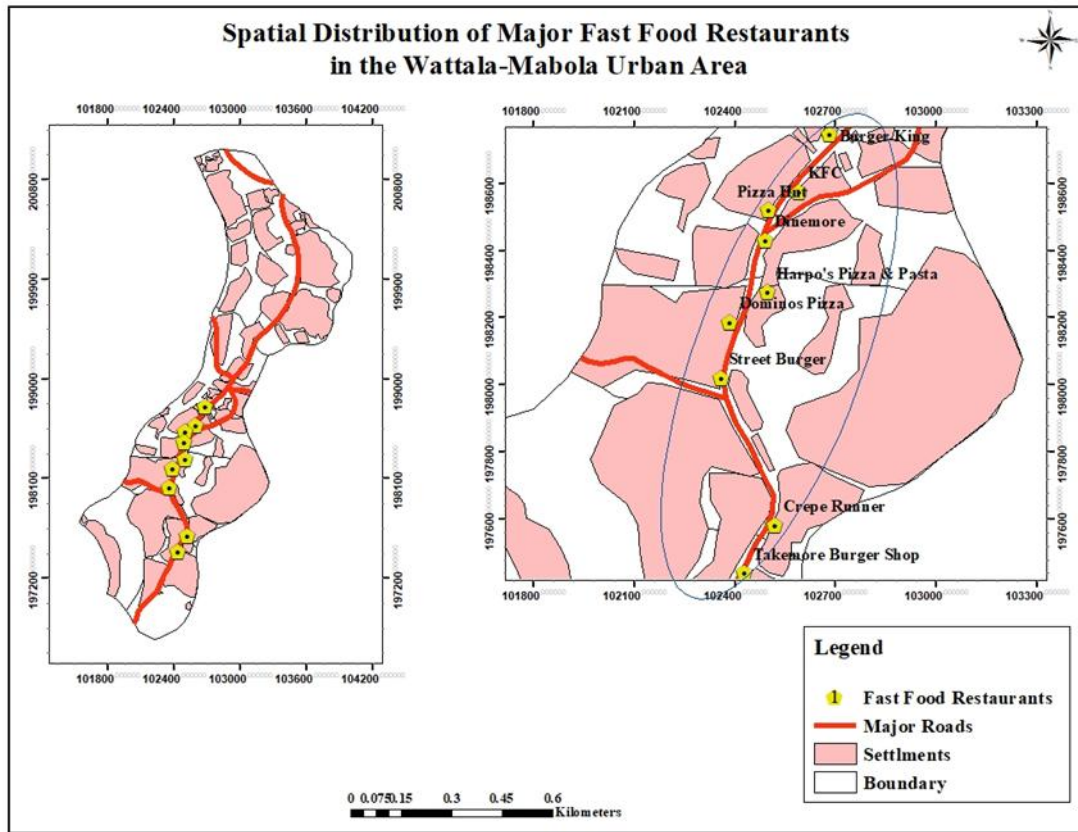 Spatial Distribution of Major Fast Food Restaurants
in the Wattala-Mabola Urban Area
101800 102400 103000 103600 104200
200800
199900
199000
198100
197200
200800
199900
199000
198100
197200
101800 102400 103000 103600 104200
101800 102100 102400 102700 103000 103300
198600
198400
198200
198000
197800
197600
198600
198400
198200
198000
197800
197600
Burger King
KFC
Pizza Hut
Dinemore
Harpo's Pizza & Pasta
Dominos Pizza
Street Burger
Crepe Runner
Takemore Burger Shop
101800 102100 102400 102700 103000 103300
Legend
1 Fast Food Restaurants
Major Roads
Settlments
Boundary
0 0.075 0.15 0.3 0.45 0.6
Kilometers